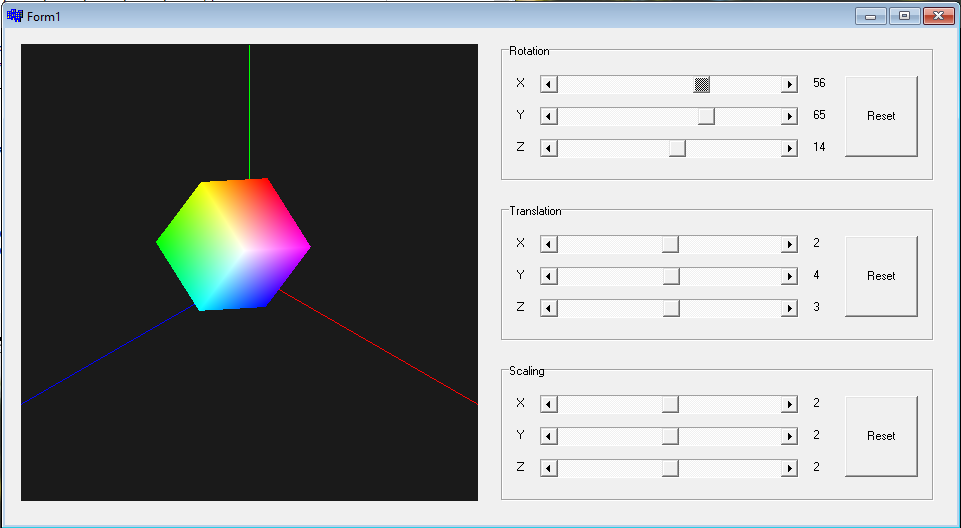 Form1
Rotation
X 56
Y 65
Z 14
Reset
Translation
X 2
Y 4
Z 3
Reset
Scaling
X 2
Y 2
Z 2
Reset